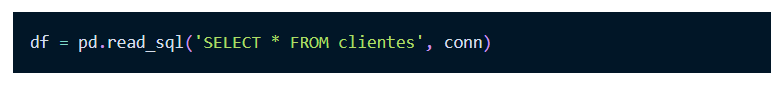 df = pd.read_sql('SELECT * FROM clientes', conn)